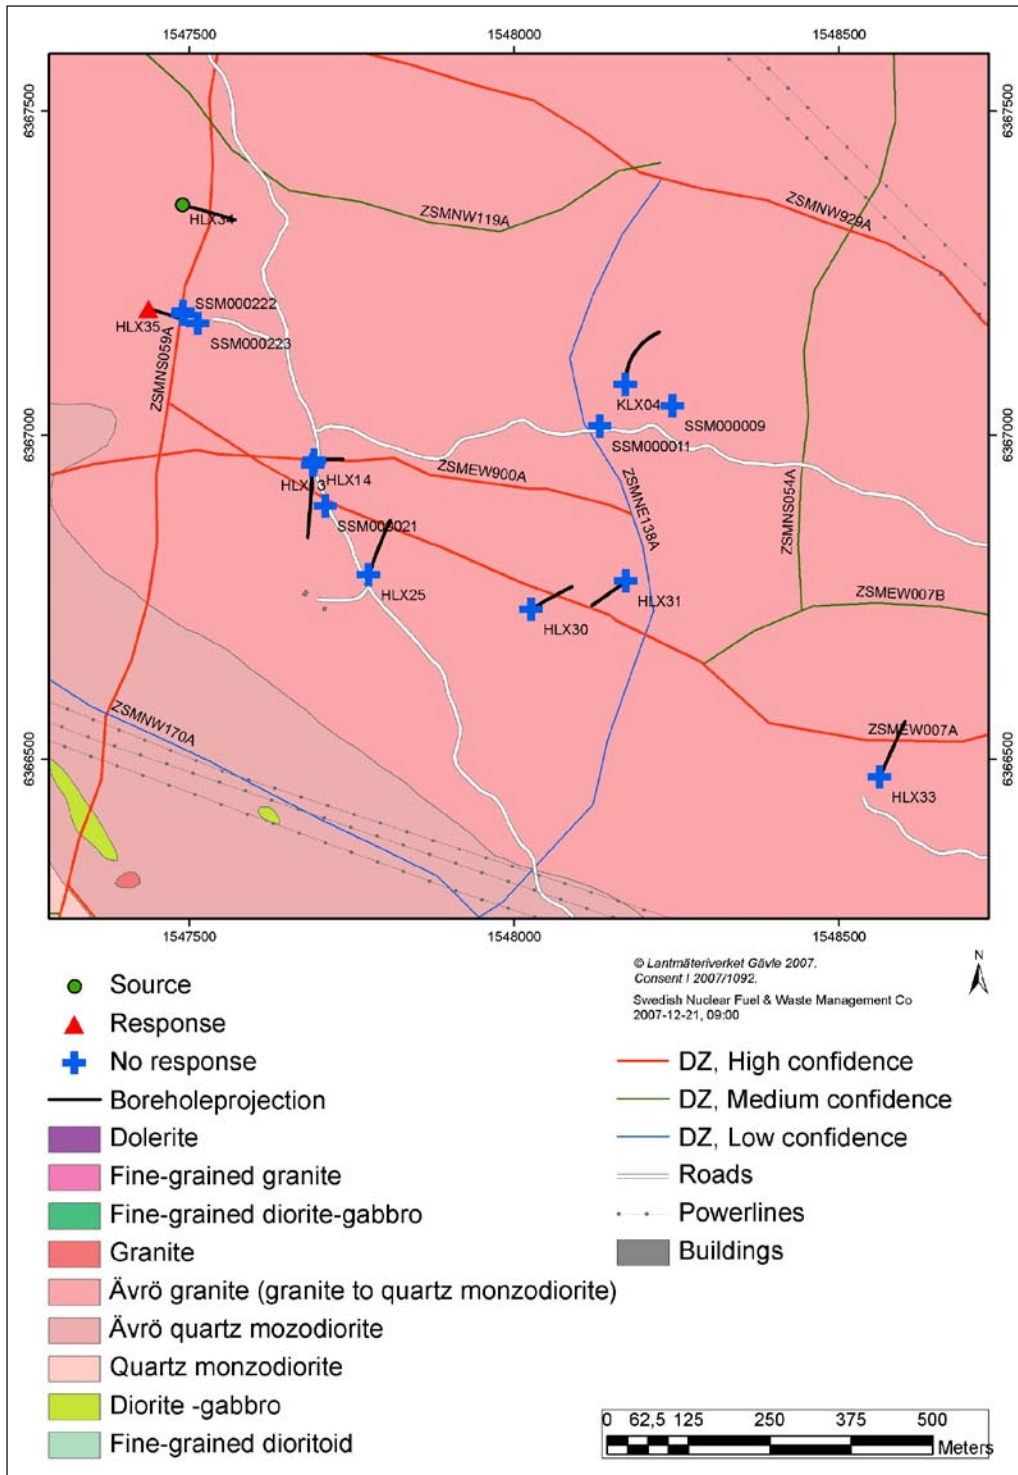 1547500
1548000
1548500
6367500
6367500
ZSMNW119A
ZSMNW929A
HLX34
SSM000222
HLX35
SSM000223
ZSMNS059A
KLX04
SSM000009
6367000
6367000
SSM000011
ZSMEW900A
HLX13
HLX14
ZSMNE138A
ZSMNS054A
SSM000021
HLX25
HLX31
HLX30
ZSMEW007B
ZSMNW170A
ZSMEW007A
6366500
6366500
HLX33
1547500
1548000
1548500
© Lantmäteriverket Gävle 2007.
Consent I 2007/1092.
Swedish Nuclear Fuel & Waste Management Co
2007-12-21, 09:00
N
Source
Response
No response
Boreholeprojection
Dolerite
Fine-grained granite
Fine-grained diorite-gabbro
Granite
Ävrö granite (granite to quartz monzodiorite)
Ävrö quartz mozodiorite
Quartz monzodiorite
Diorite -gabbro
Fine-grained dioritoid
DZ, High confidence
DZ, Medium confidence
DZ, Low confidence
Roads
Powerlines
Buildings
0 62,5 125 250 375 500
Meters